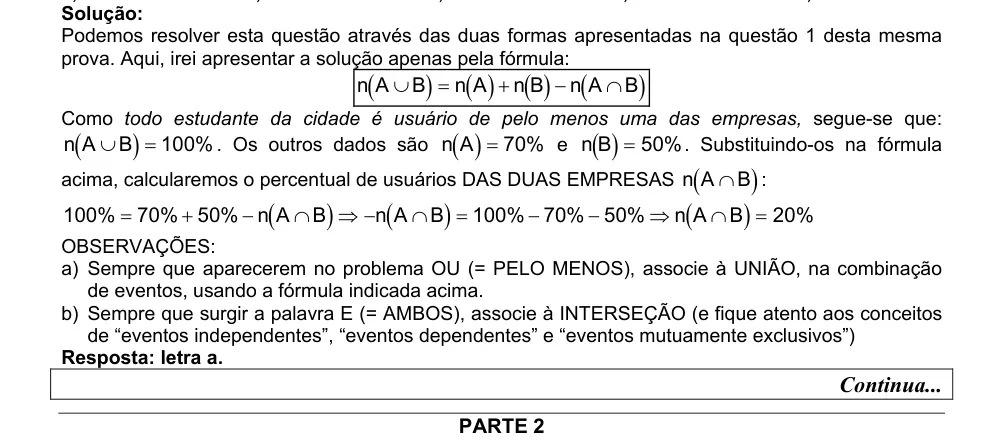 Solução:
Podemos resolver esta questão através das duas formas apresentadas na questão 1 desta mesma
prova. Aqui, irei apresentar a solução apenas pela fórmula:
n(A ∪ B) = n(A) + n(B) − n(A ∩ B)
Como todo estudante da cidade é usuário de pelo menos uma das empresas, segue-se que:
n(A ∪ B) = 100%. Os outros dados são n(A) = 70% e n(B) = 50%. Substituindo-os na fórmula
acima, calcularemos o percentual de usuários DAS DUAS EMPRESAS n(A ∩ B):
100% = 70% + 50% − n(A ∩ B) ⇒ −n(A ∩ B) = 100% − 70% − 50% ⇒ n(A ∩ B) = 20%
OBSERVAÇÕES:
a) Sempre que aparecerem no problema OU (= PELO MENOS), associe à UNIÃO, na combinação
de eventos, usando a fórmula indicada acima.
b) Sempre que surgir a palavra E (= AMBOS), associe à INTERSEÇÃO (e fique atento aos conceitos
de “eventos independentes”, “eventos dependentes” e “eventos mutuamente exclusivos”)
Resposta: letra a.
Continua...
PARTE 2